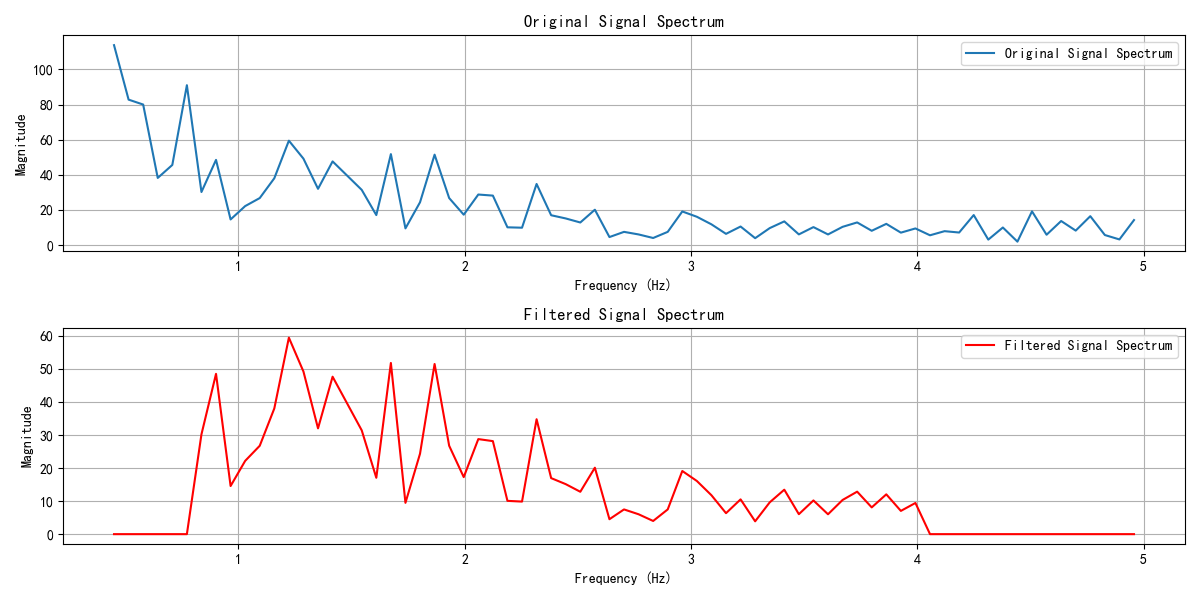 Original Signal Spectrum
Original Signal Spectrum
Magnitude
100
80
60
40
20
0
1
2
3
4
5
Frequency (Hz)
Filtered Signal Spectrum
Filtered Signal Spectrum
Magnitude
60
50
40
30
20
10
0
1
2
3
4
5
Frequency (Hz)